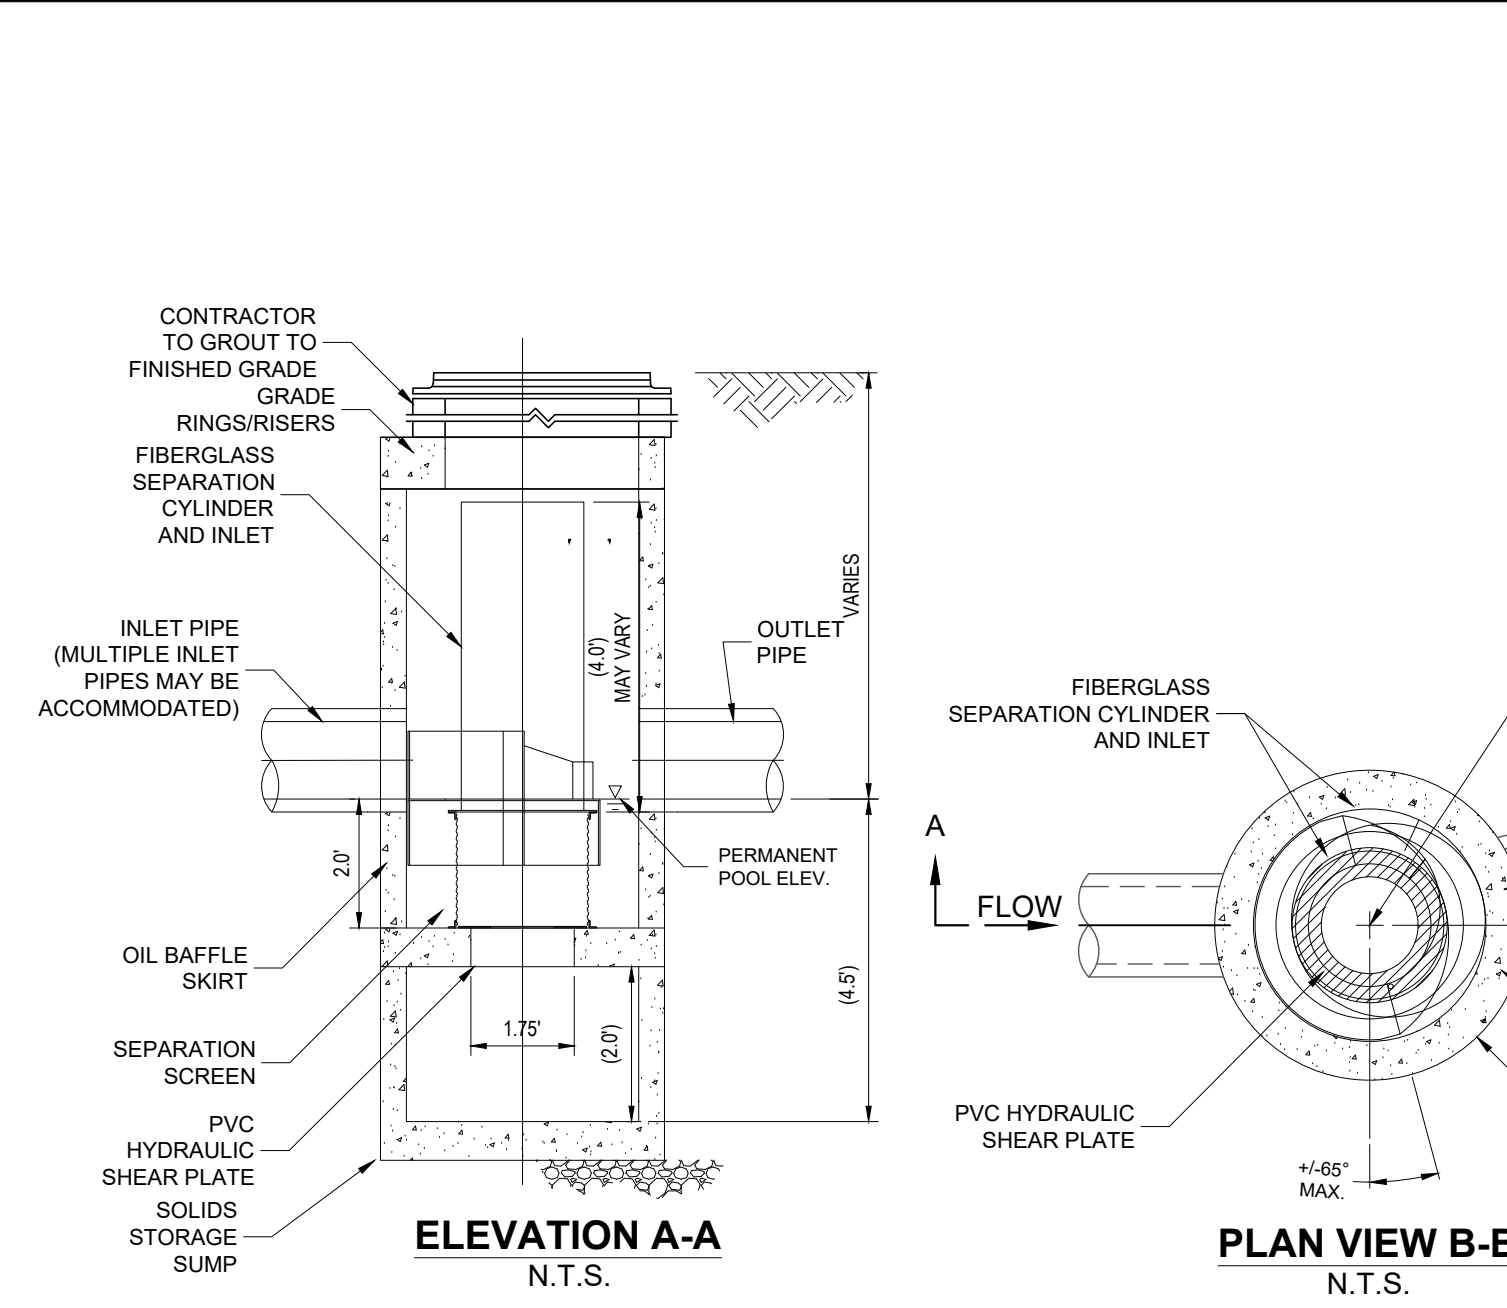 CONTRACTOR
TO GROUT TO
FINISHED GRADE
GRADE
RINGS/RISERS
FIBERGLASS
SEPARATION
CYLINDER
AND INLET
INLET PIPE
(MULTIPLE INLET
PIPES MAY BE
ACCOMMODATED)
OIL BAFFLE
SKIRT
SEPARATION
SCREEN
PVC
HYDRAULIC
SHEAR PLATE
SOLIDS
STORAGE
SUMP
2.0'
1.75'
(2.0')
(4.0')
MAY VARY
VARIES
OUTLET
PIPE
PERMANENT
POOL ELEV.
(4.5')
ELEVATION A-A
N.T.S.
FIBERGLASS
SEPARATION CYLINDER
AND INLET
A
FLOW
PVC HYDRAULIC
SHEAR PLATE
+/-65°
MAX.
PLAN VIEW B-B
N.T.S.